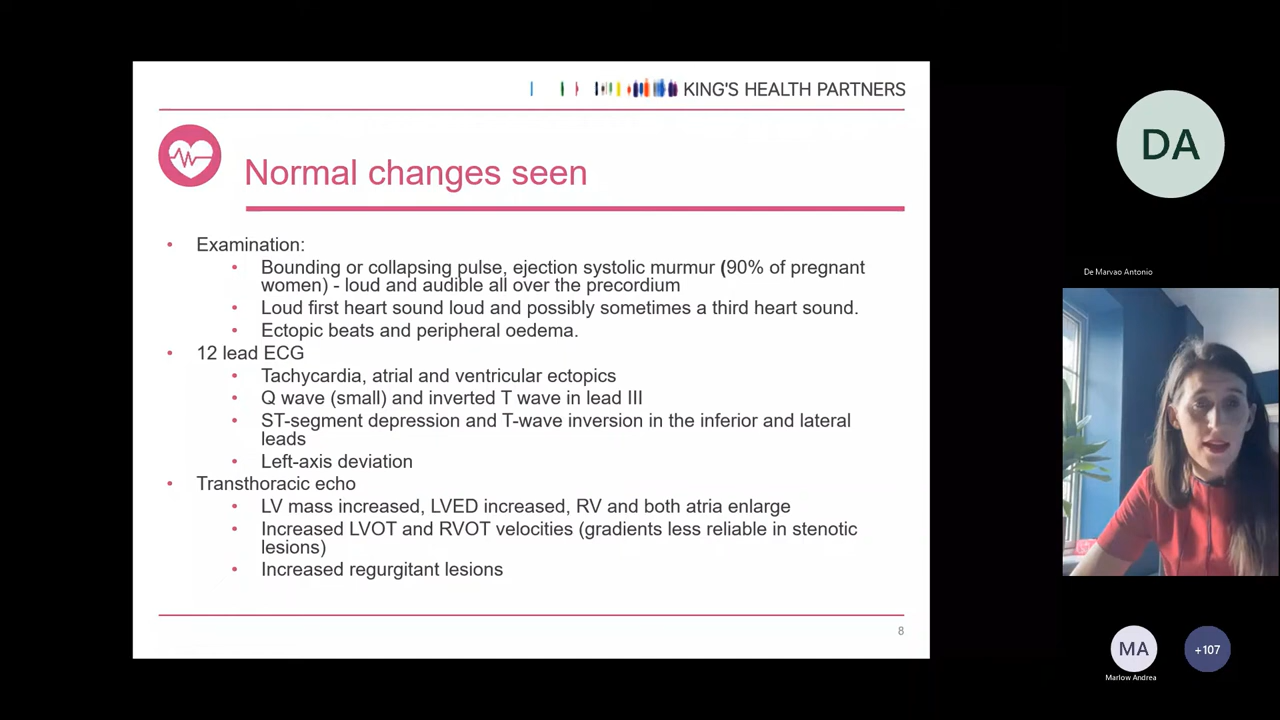 KING'S HEALTH PARTNERS
Normal changes seen
• Examination:
• Bounding or collapsing pulse, ejection systolic murmur (90% of pregnant
women) - loud and audible all over the precordium
• Loud first heart sound loud and possibly sometimes a third heart sound.
• Ectopic beats and peripheral oedema.
• 12 lead ECG
• Tachycardia, atrial and ventricular ectopics
• Q wave (small) and inverted T wave in lead III
• ST-segment depression and T-wave inversion in the inferior and lateral
leads
• Left-axis deviation
• Transthoracic echo
• LV mass increased, LVED increased, RV and both atria enlarge
• Increased LVOT and RVOT velocities (gradients less reliable in stenotic
lesions)
• Increased regurgitant lesions
8
DA
De Marvao Antonio
MA
+107
Marlow Andrea